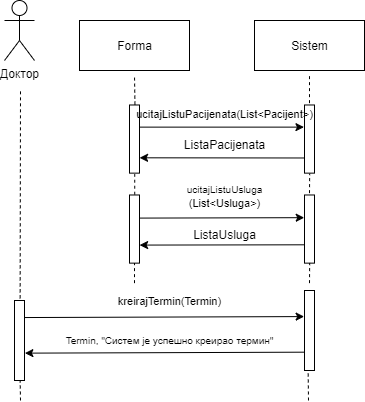 Forma
Sistem
Доктор
ucitajListuPacijenata(List<Pacijent>)
ListaPacijenata
ucitajListuUsluga
(List<Usluga>)
ListaUsluga
kreirajTermin(Termin)
Termin, "Систем је успешно креирао термин"